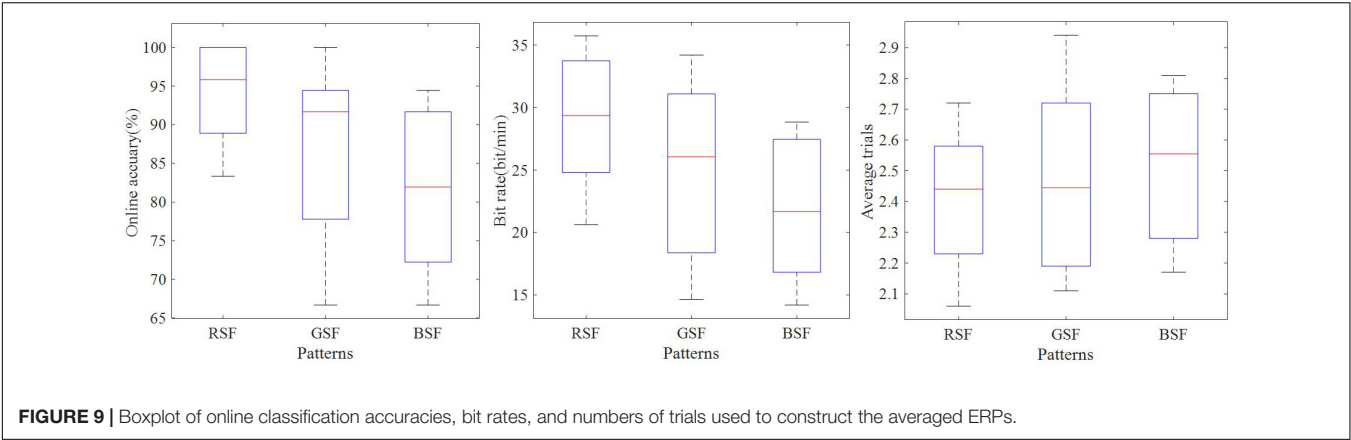 Online accuary(%)
100
95
90
85
80
75
70
65
RSF
GSF
BSF
Patterns
Bit rate(bit/min)
35
30
25
20
15
RSF
GSF
BSF
Patterns
Average trials
2.9
2.8
2.7
2.6
2.5
2.4
2.3
2.2
2.1
RSF
GSF
BSF
Patterns
FIGURE 9 | Boxplot of online classification accuracies, bit rates, and numbers of trials used to construct the averaged ERPs.